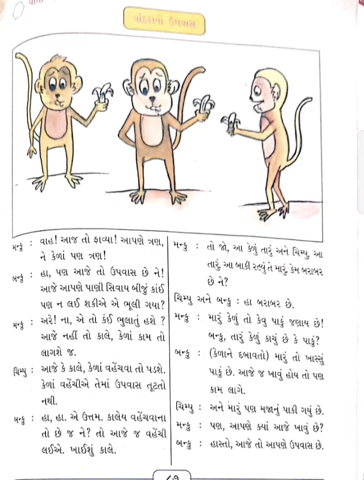 વાંદરાનો ઉપવાસ
મન્કુ : વાહ! આજ તો ફાવ્યા! આપણે ત્રણ,
ને કેળાં પણ ત્રણ!
બન્કુ : હા, પણ આજે તો ઉપવાસ છે ને!
આજે આપણે પાણી સિવાય બીજું કાંઈ
પણ ન લઈ શકીએ એ ભૂલી ગયા?
મન્કુ : અરે! ના, એ તો કંઈ ભુલાતું હશે ?
આજે નહીં તો કાલે, કેળાં કામ તો
લાગશે જ.
ચિમ્પુ : આજે કે કાલે, કેળાં વહેંચવા તો પડશે.
કેળાં વહેંચીએ તેમાં ઉપવાસ તૂટતો
નથી.
બન્કુ : હા, હા. એ ઉત્તમ. કાલેય વહેંચવાના
તો છે જ ને? તો આજે જ વહેંચી
લઈએ. ખાઈશું કાલે.
મન્કુ : તો જો, આ કેળું તારું અને ચિમ્પુ, આ
તારું. આ બાકી રહ્યું તે મારું. કેમ બરાબર
છે ને?
ચિમ્પુ અને બન્કુ : હા બરાબર છે.
મન્કુ : મારું કેળું તો કેવુ પાકું જણાય છે!
બન્કુ, તારું કેળું કાચું છે કે પાકું?
બન્કુ : (કેળાને દબાવતો) મારું તો ખાસ્સું
પાકું છે. આજે જ ખાવું હોય તો પણ
કામ લાગે.
ચિમ્પુ : અને મારું પણ મજાનું પાકી ગયું છે.
મન્કુ : પણ, આપણે ક્યાં આજે ખાવું છે?
બન્કુ : હાસ્તો, આજે તો આપણે ઉપવાસ છે.